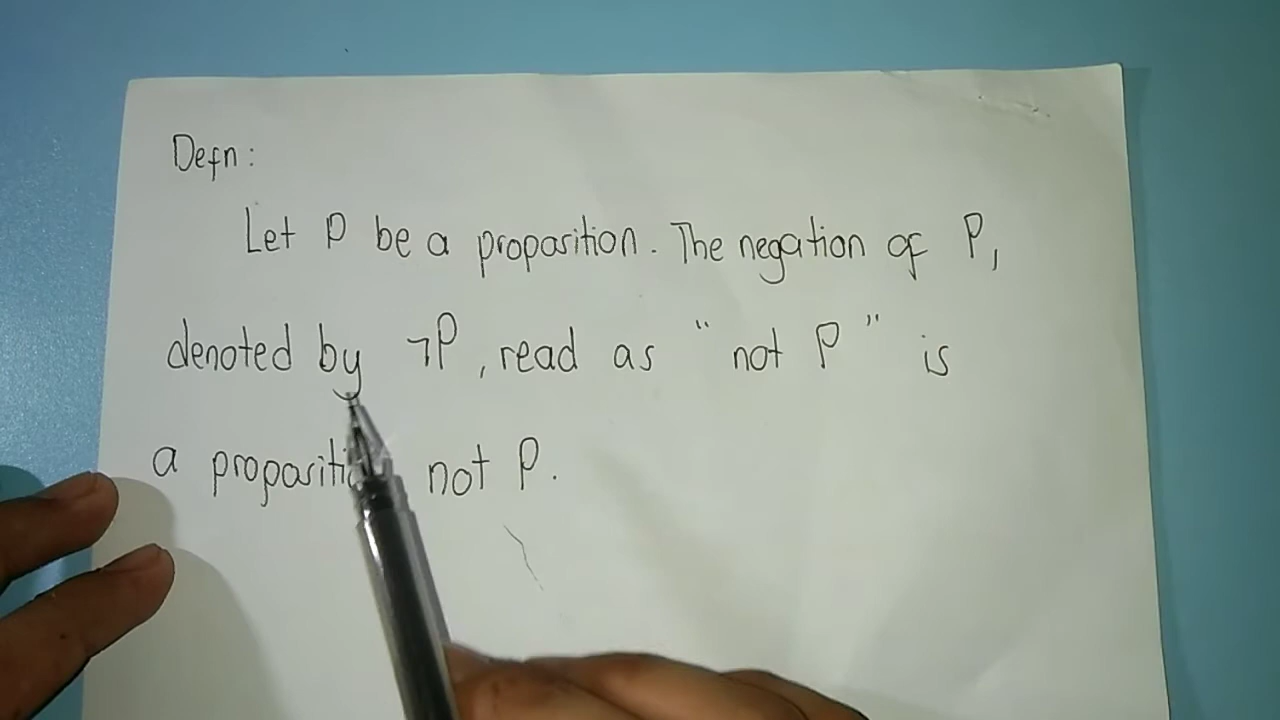 Defn:
Let P be a proposition. The negation of P,
denoted by ¬P, read as "not P" is
a propositi not P.